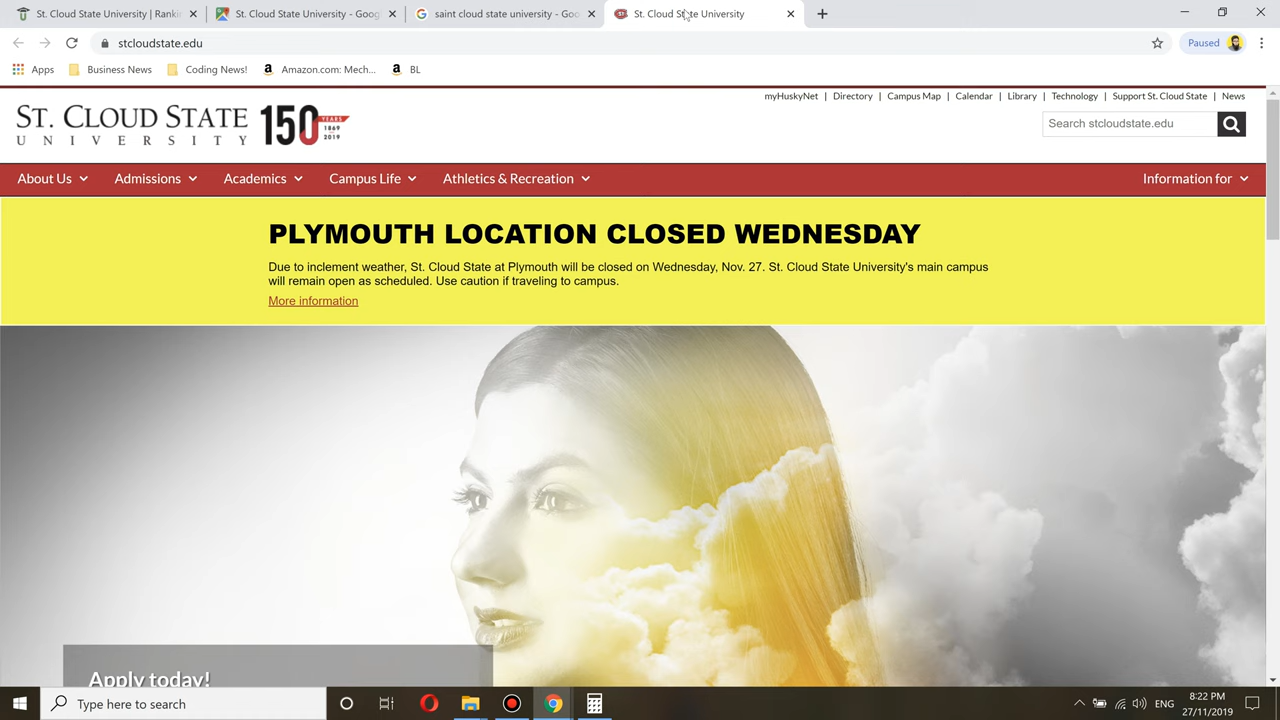 St. Cloud State University | Rankin
St. Cloud State University - Googl
saint cloud state university - Goo
St. Cloud State University
stcloudstate.edu
Paused
Apps
Business News
Coding News!
Amazon.com: Mech...
BL
myHuskyNet | Directory | Campus Map | Calendar | Library | Technology | Support St. Cloud State | News
ST. CLOUD STATE
UNIVERSITY
150
YEARS
1869
2019
Search stcloudstate.edu
About Us
Admissions
Academics
Campus Life
Athletics & Recreation
Information for
PLYMOUTH LOCATION CLOSED WEDNESDAY
Due to inclement weather, St. Cloud State at Plymouth will be closed on Wednesday, Nov. 27. St. Cloud State University's main campus
will remain open as scheduled. Use caution if traveling to campus.
More information
Apply today!
Type here to search
ENG
8:22 PM
27/11/2019